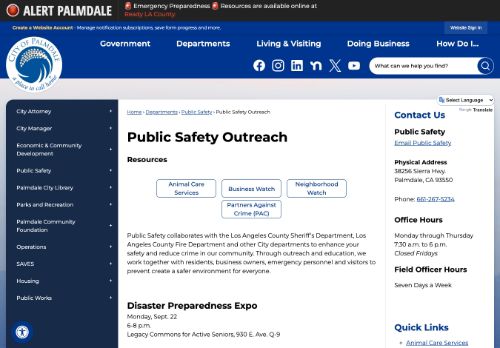 ALERT PALMDALE
🚨 Emergency Preparedness 🚨 Resources are available online at
Ready LA County.
Create a Website Account - Manage notification subscriptions, save form progress and more.
Website Sign In
CITY OF PALMDALE
a place to call home
Government
Departments
Living & Visiting
Doing Business
How Do I...
What can we help you find?
Select Language
Google Translate
City Attorney
City Manager
Economic & Community
Development
Public Safety
Palmdale City Library
Parks and Recreation
Palmdale Community
Foundation
Operations
SAVES
Housing
Public Works
Home › Departments › Public Safety › Public Safety Outreach
Public Safety Outreach
Resources
Animal Care
Services
Business Watch
Neighborhood
Watch
Partners Against
Crime (PAC)
Public Safety collaborates with the Los Angeles County Sheriff's Department, Los
Angeles County Fire Department and other City departments to enhance your
safety and reduce crime in our community. Through outreach and education, we
work together with residents, business owners, emergency personnel and visitors to
prevent create a safer environment for everyone.
Disaster Preparedness Expo
Monday, Sept. 22
6-8 p.m.
Legacy Commons for Active Seniors, 930 E. Ave. Q-9
Contact Us
Public Safety
Email Public Safety
Physical Address
38256 Sierra Hwy.
Palmdale, CA 93550
Phone: 661-267-5234
Office Hours
Monday through Thursday
7:30 a.m. to 6 p.m.
Closed Fridays
Field Officer Hours
Seven Days a Week
Quick Links
Animal Care Services